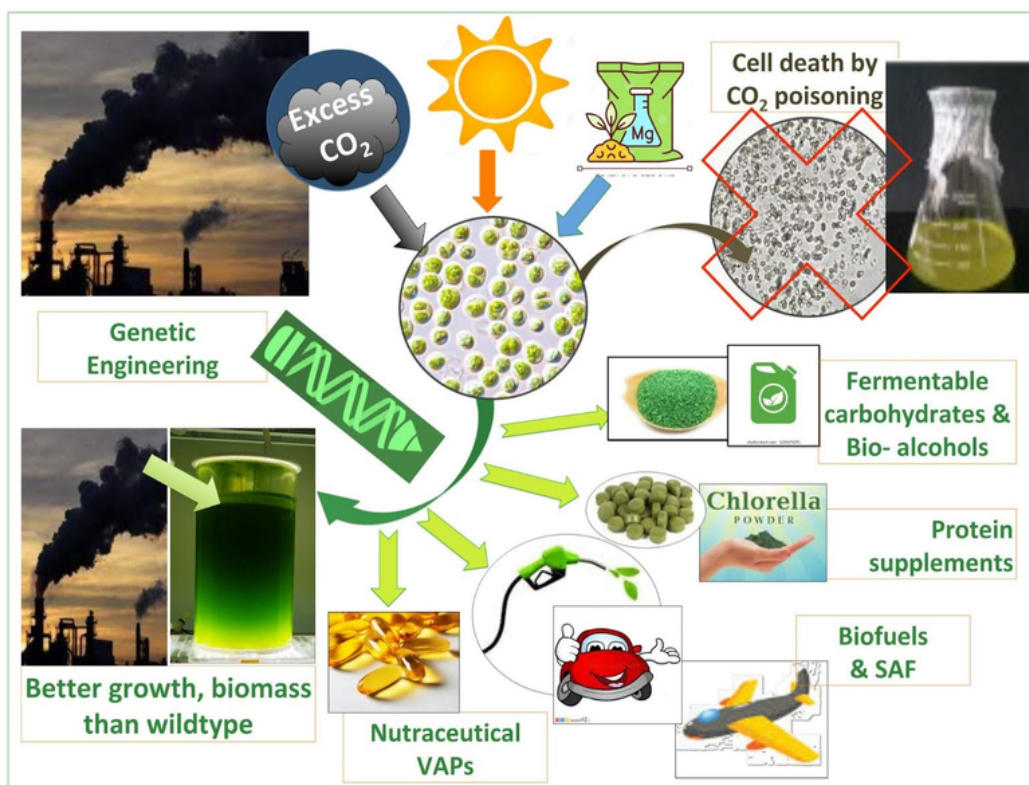 Excess
CO₂
Mg
Cell death by
CO₂ poisoning
Genetic
Engineering
Fermentable
carbohydrates &
Bio- alcohols
Chlorella
POWDER
Protein
supplements
Biofuels
& SAF
Better growth, biomass
than wildtype
Nutraceutical
VAPs